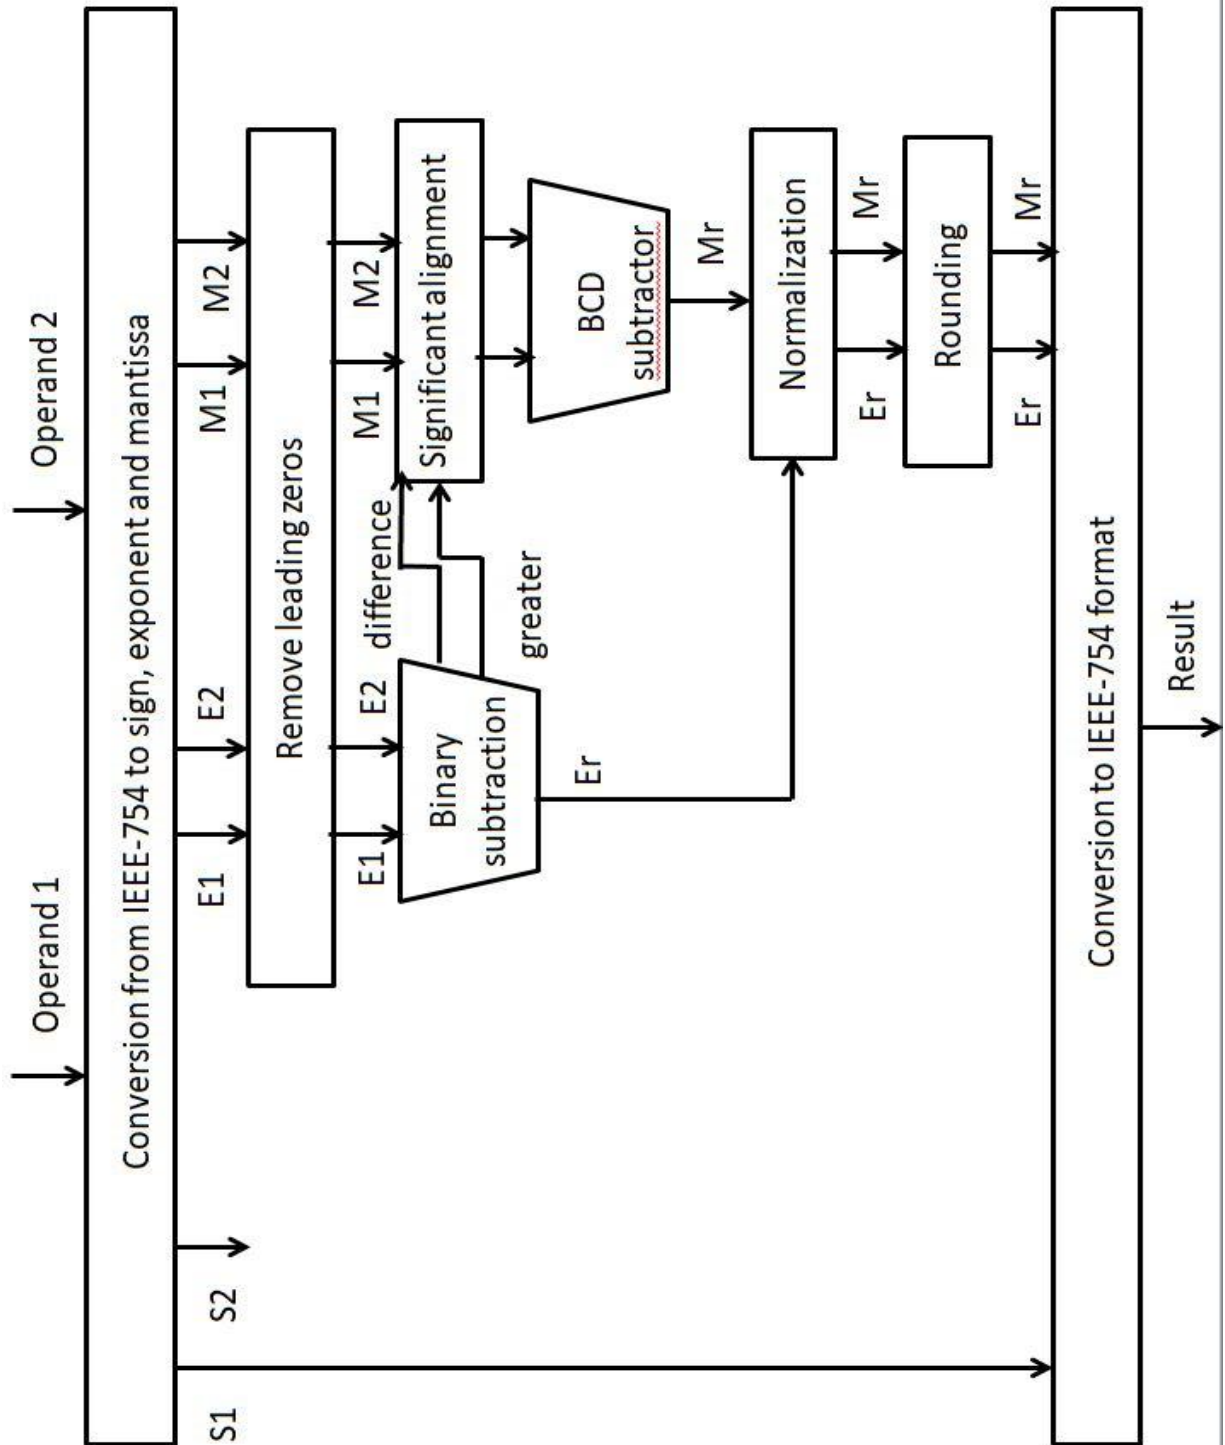 Operand 1
Operand 2
Conversion from IEEE-754 to sign, exponent and mantissa
S1
S2
E1
E2
M1
M2
Remove leading zeros
E1
E2
difference
M1
M2
Binary
subtraction
greater
Significant alignment
BCD
subtractor
Er
Mr
Normalization
Er
Mr
Rounding
Er
Mr
Conversion to IEEE-754 format
Result